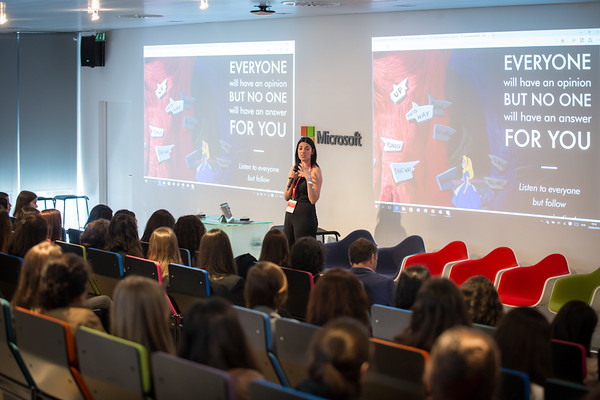 EVERYONE
will have an opinion
BUT NO ONE
will have an answer
FOR YOU
Listen to everyone
but follow
Microsoft
EVERYONE
will have an opinion
BUT NO ONE
will have an answer
FOR YOU
Listen to everyone
but follow
UP
WAY